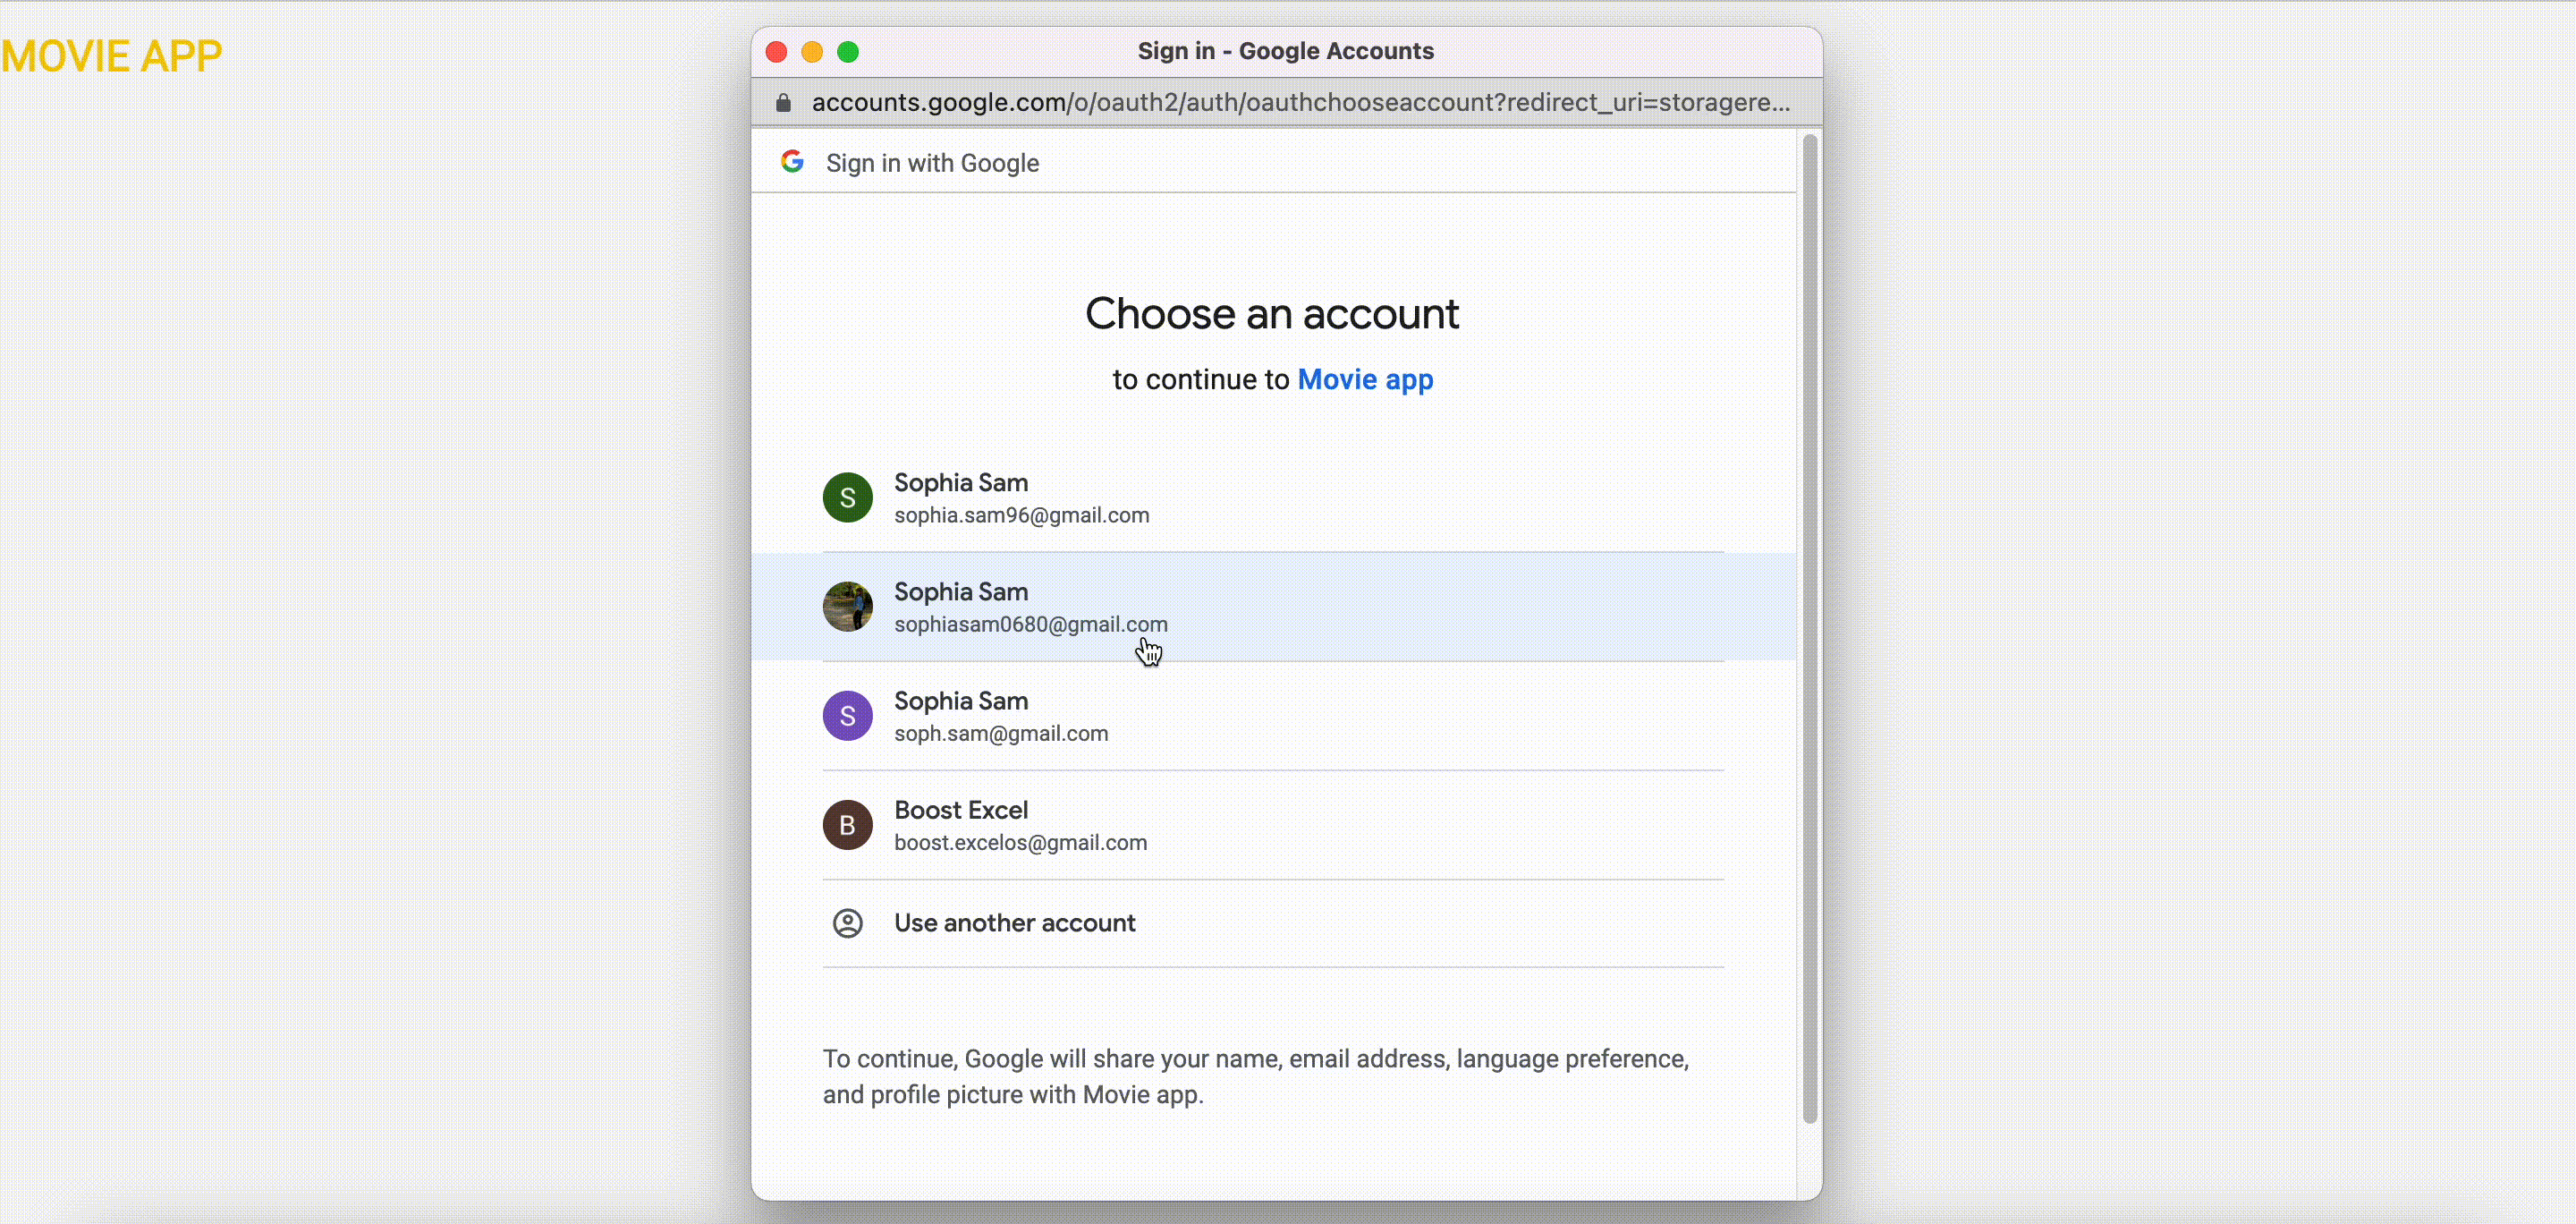 MOVIE APP
Sign in - Google Accounts
accounts.google.com/o/oauth2/auth/oauthchooseaccount?redirect_uri=storagere...
Sign in with Google
Choose an account
to continue to Movie app
S
Sophia Sam
sophia.sam96@gmail.com
Sophia Sam
sophiasam0680@gmail.com
S
Sophia Sam
soph.sam@gmail.com
B
Boost Excel
boost.excelos@gmail.com
Use another account
To continue, Google will share your name, email address, language preference,
and profile picture with Movie app.